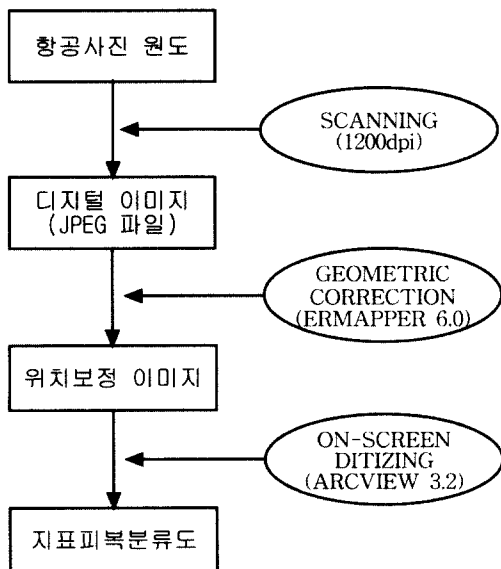 항공사진 원도
SCANNING
(1200dpi)
디지털 이미지
(JPEG 파일)
GEOMETRIC
CORRECTION
(ERMAPPER 6.0)
위치보정 이미지
ON-SCREEN
DITIZING
(ARCVIEW 3.2)
지표피복분류도